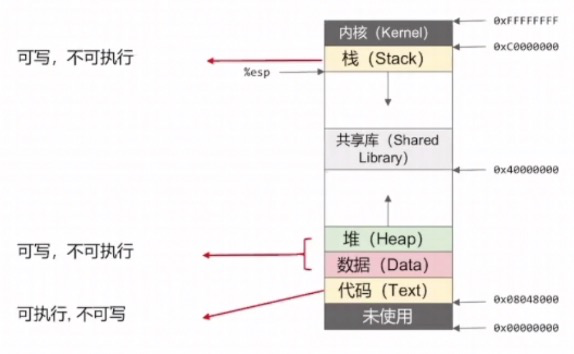 内核（Kernel）
0xFFFFFFFF
0xC0000000
可写，不可执行
栈（Stack）
%esp
共享库（Shared
Library）
0x40000000
堆（Heap）
可写，不可执行
数据（Data）
代码（Text）
0x08048000
可执行, 不可写
未使用
0x00000000